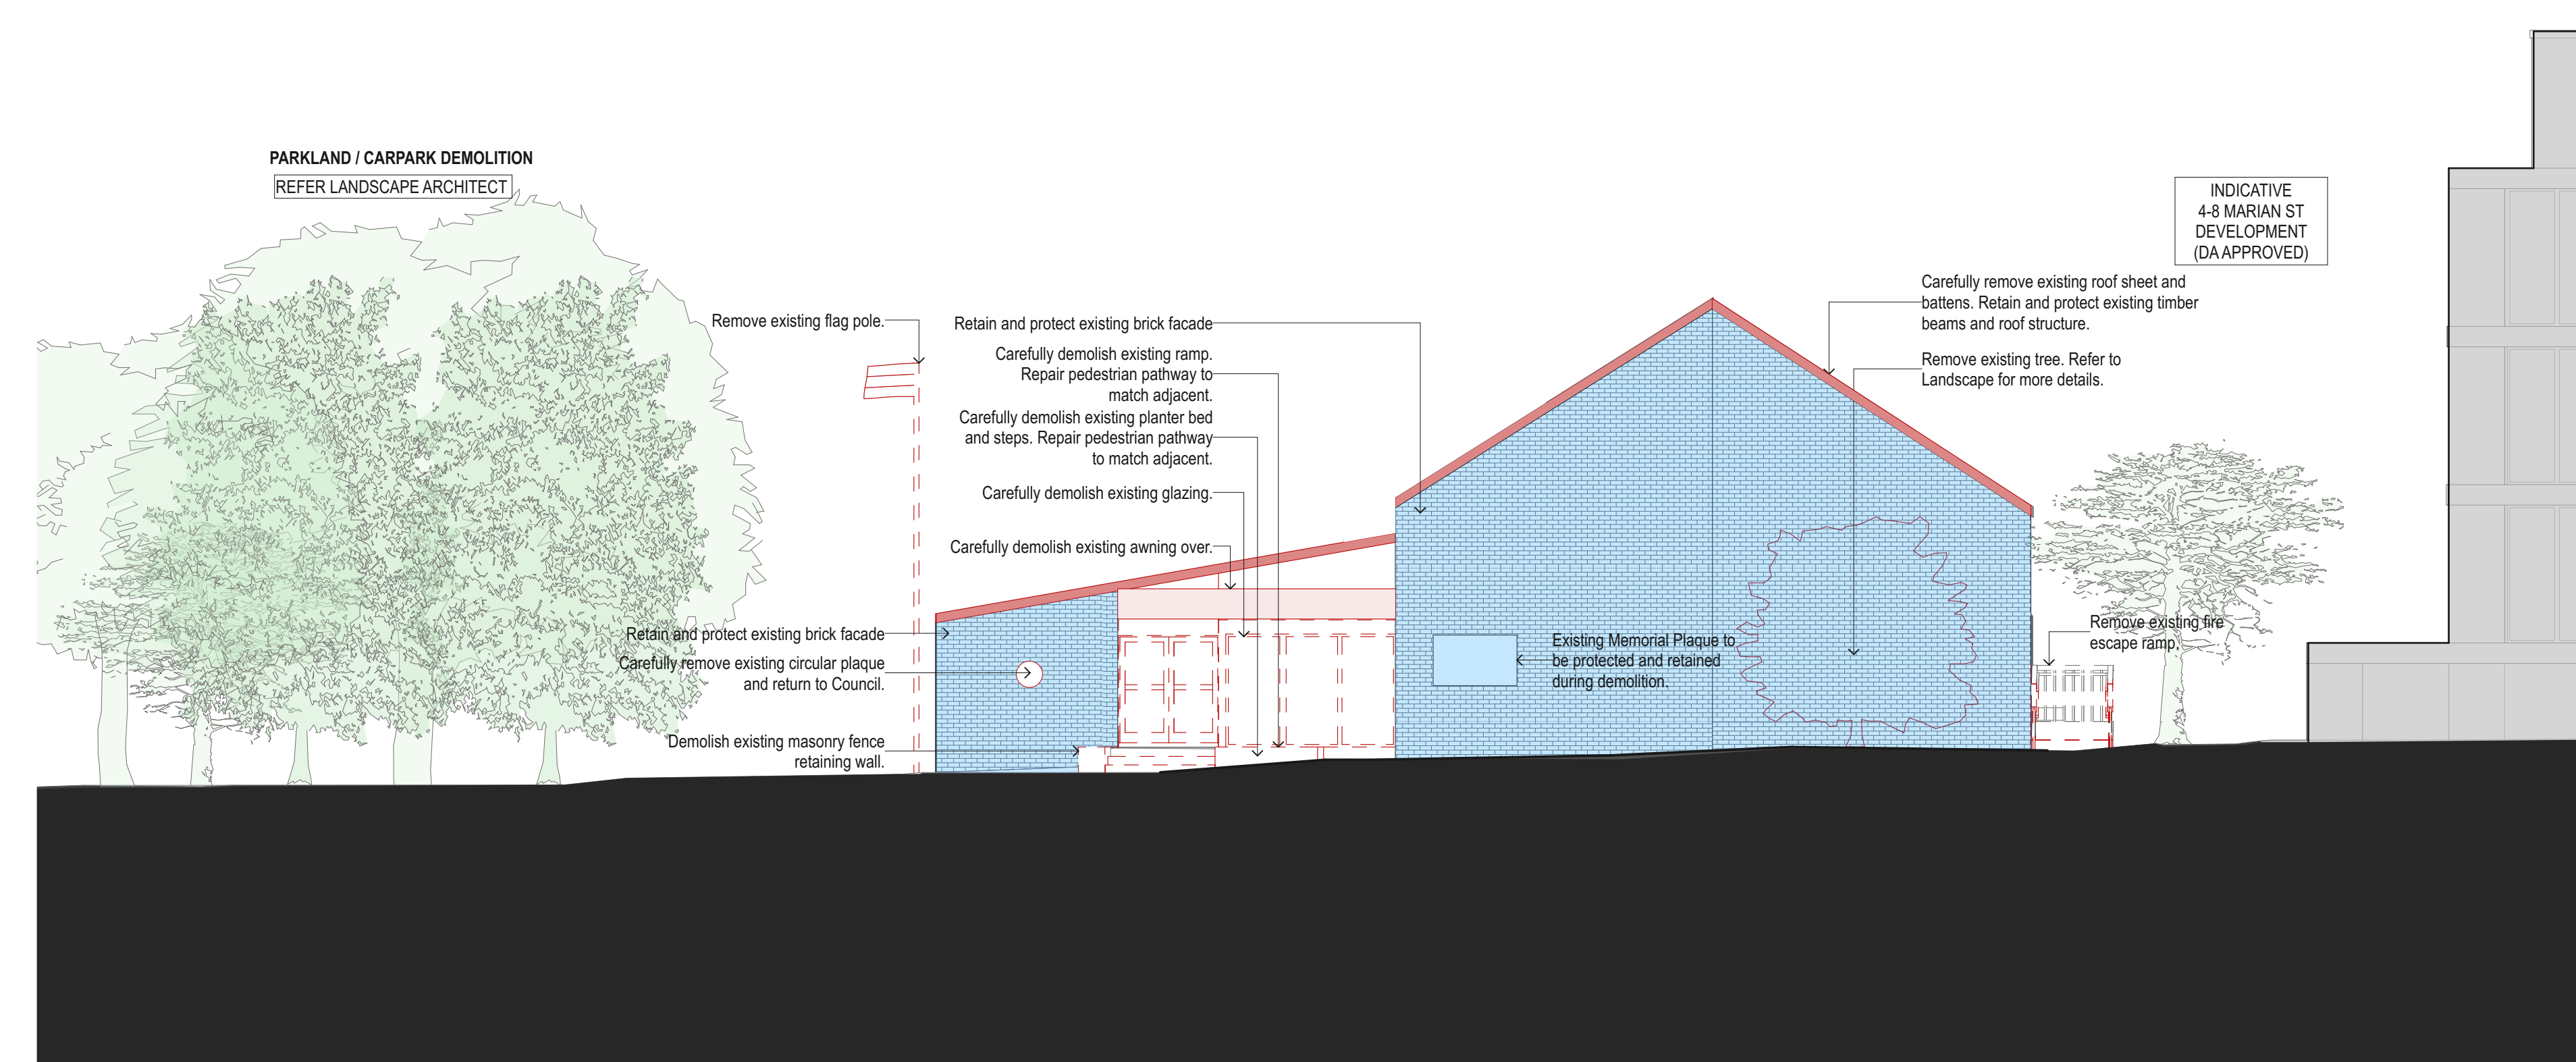 PARKLAND / CARPARK DEMOLITION
REFER LANDSCAPE ARCHITECT
INDICATIVE
4-8 MARIAN ST
DEVELOPMENT
(DA APPROVED)
Remove existing flag pole.
Retain and protect existing brick facade
Carefully demolish existing ramp.
Repair pedestrian pathway to
match adjacent.
Carefully demolish existing planter bed
and steps. Repair pedestrian pathway
to match adjacent.
Carefully demolish existing glazing.
Carefully demolish existing awning over.
Carefully remove existing roof sheet and
battens. Retain and protect existing timber
beams and roof structure.
Remove existing tree. Refer to
Landscape for more details.
Retain and protect existing brick facade
Carefully remove existing circular plaque
and return to Council.
Demolish existing masonry fence
retaining wall.
Existing Memorial Plaque to
be protected and retained
during demolition.
Remove existing fire
escape ramp.